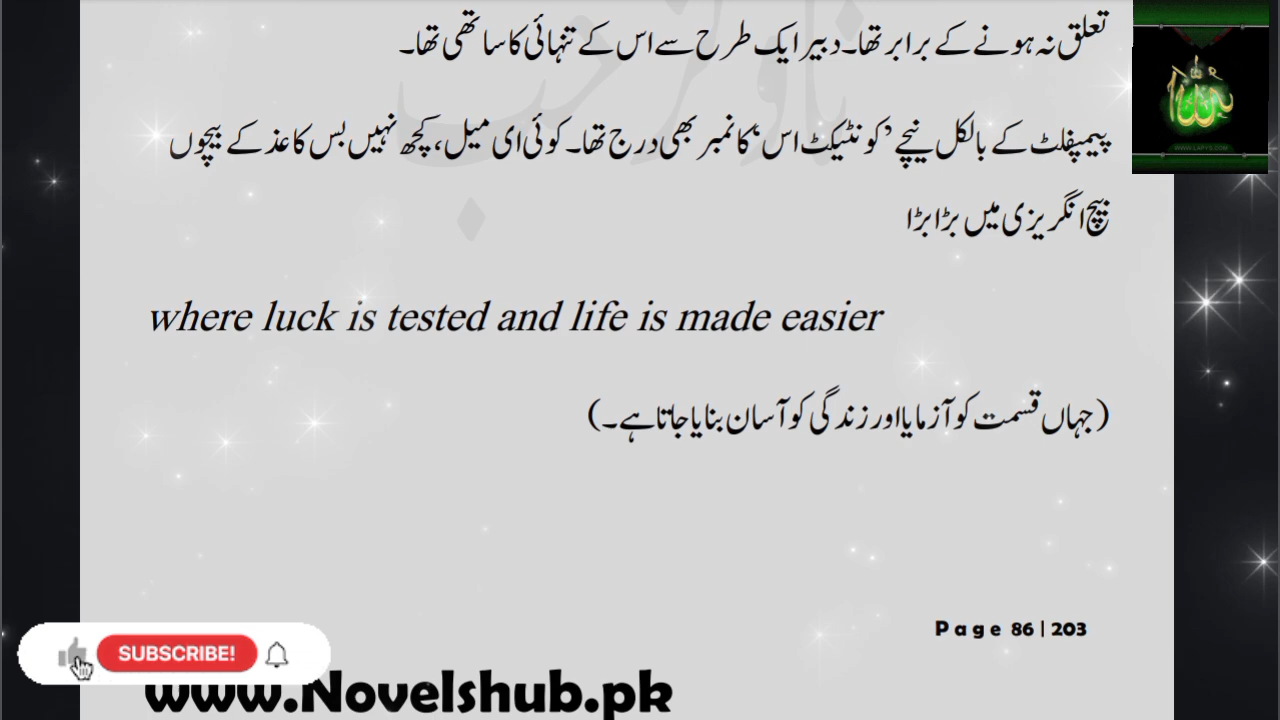 تعلق نہ ہونے کے برابر تھا۔ دبیر ایک طرح سے اس کے تنہائی کا ساتھی تھا۔
پیمپفلٹ کے بالکل نیچے ’کونٹیکٹ اس‘ کا نمبر بھی درج تھا۔ کوئی ای میل، کچھ نہیں بس کاغذ کے بیچوں
بیچ انگریزی میں بڑا بڑا
where luck is tested and life is made easier
(جہاں قسمت کو آزمایا اور زندگی کو آسان بنایا جاتا ہے۔)
Page 86 | 203
SUBSCRIBE!
www.Novelshub.pk
الله